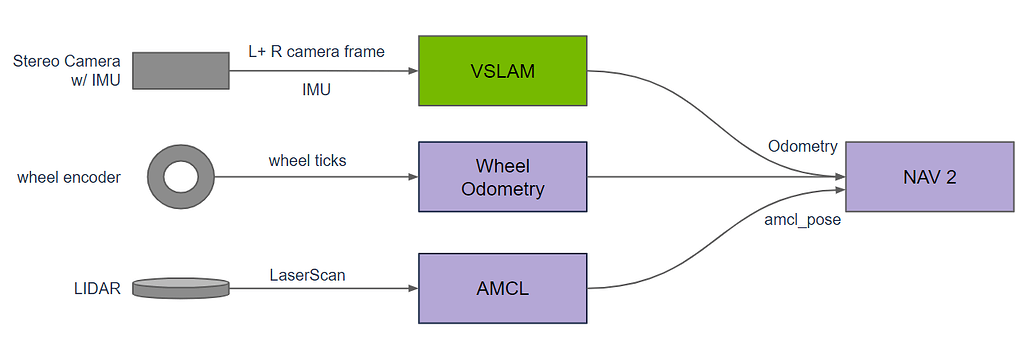 Stereo Camera
w/ IMU
L+ R camera frame
IMU
VSLAM
wheel encoder
wheel ticks
Wheel
Odometry
Odometry
NAV 2
amcl_pose
LIDAR
LaserScan
AMCL